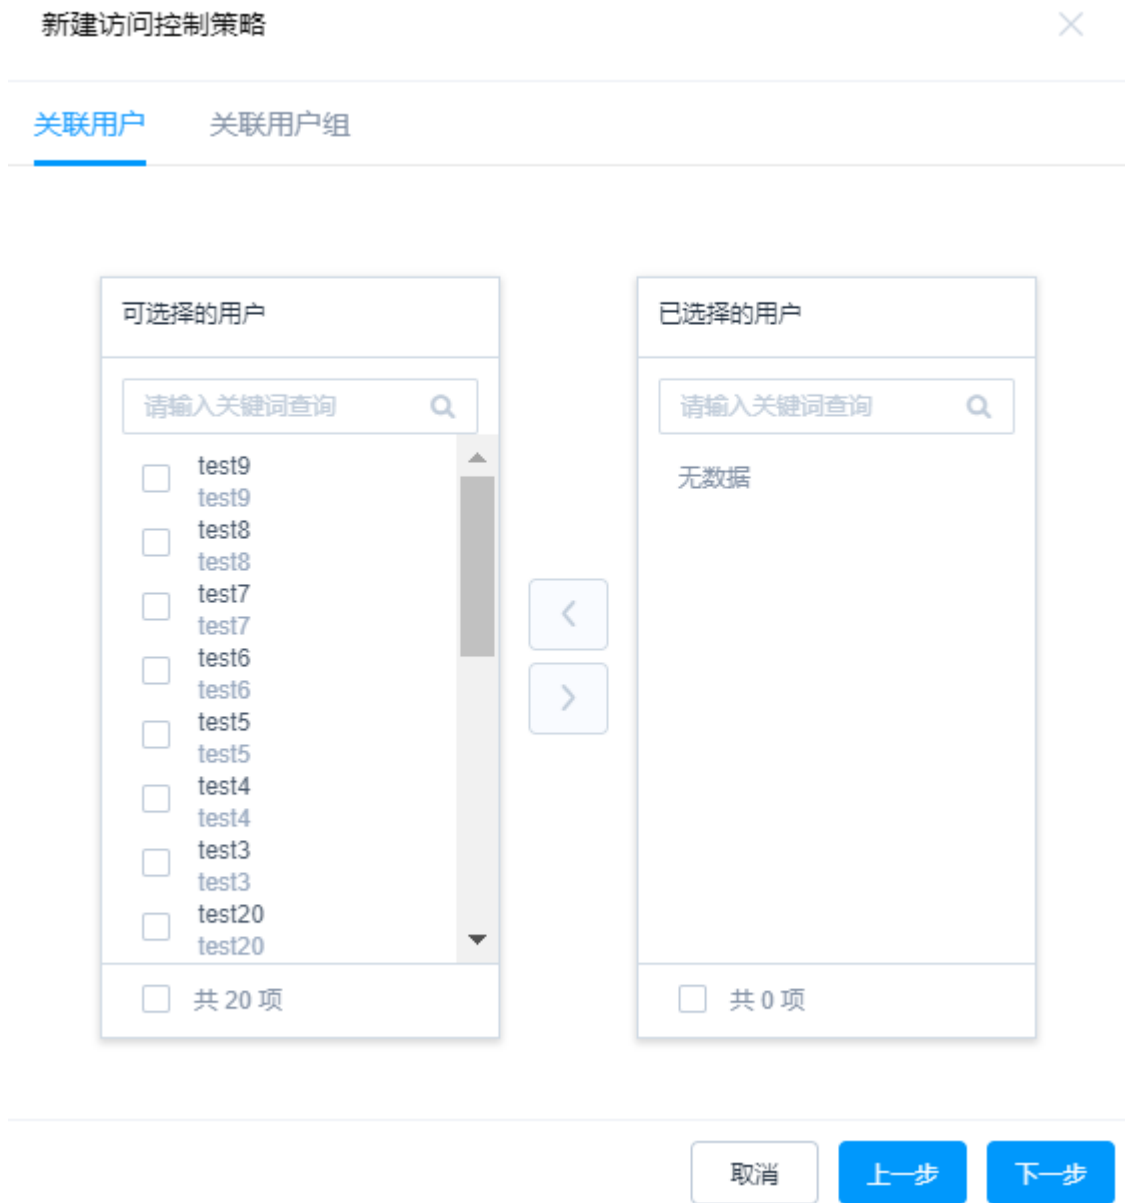 新建访问控制策略
关联用户 关联用户组
可选择的用户
请输入关键词查询
test9
test9
test8
test8
test7
test7
test6
test6
test5
test5
test4
test4
test3
test3
test20
test20
共 20 项
已选择的用户
请输入关键词查询
无数据
共 0 项
取消 上一步 下一步